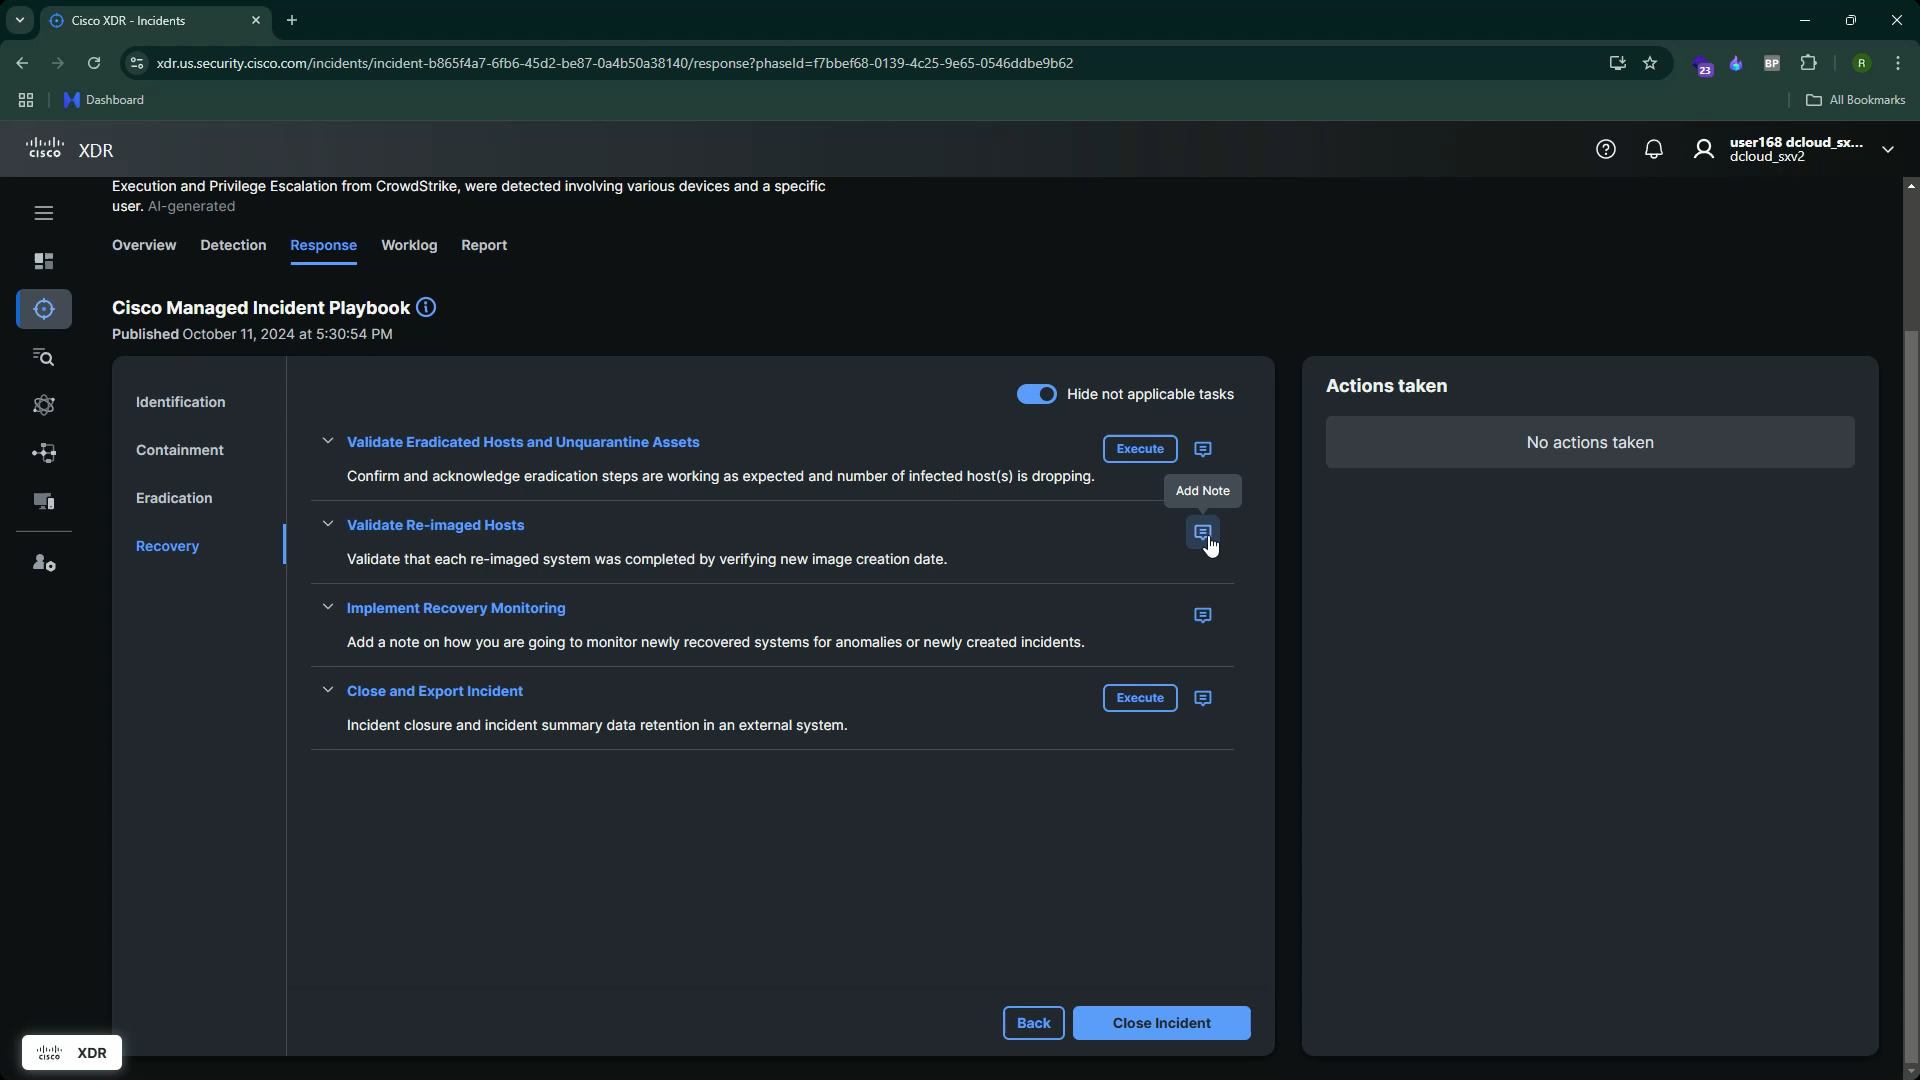 Cisco XDR - Incidents
xdr.us.security.cisco.com/incidents/incident-b865f4a7-6fb6-45d2-be87-0a4b50a38140/response?phaseId=f7bbef68-0139-4c25-9e65-0546ddbe9b62
23
BP
R
Dashboard
All Bookmarks
cisco XDR
user168 dcloud_sx...
dcloud_sxv2
Execution and Privilege Escalation from CrowdStrike, were detected involving various devices and a specific
user. AI-generated
Overview Detection Response Worklog Report
Cisco Managed Incident Playbook
Published October 11, 2024 at 5:30:54 PM
Identification
Containment
Eradication
Recovery
Hide not applicable tasks
Validate Eradicated Hosts and Unquarantine Assets
Execute
Confirm and acknowledge eradication steps are working as expected and number of infected host(s) is dropping.
Add Note
Validate Re-imaged Hosts
Validate that each re-imaged system was completed by verifying new image creation date.
Implement Recovery Monitoring
Add a note on how you are going to monitor newly recovered systems for anomalies or newly created incidents.
Close and Export Incident
Execute
Incident closure and incident summary data retention in an external system.
Back
Close Incident
Actions taken
No actions taken
cisco XDR